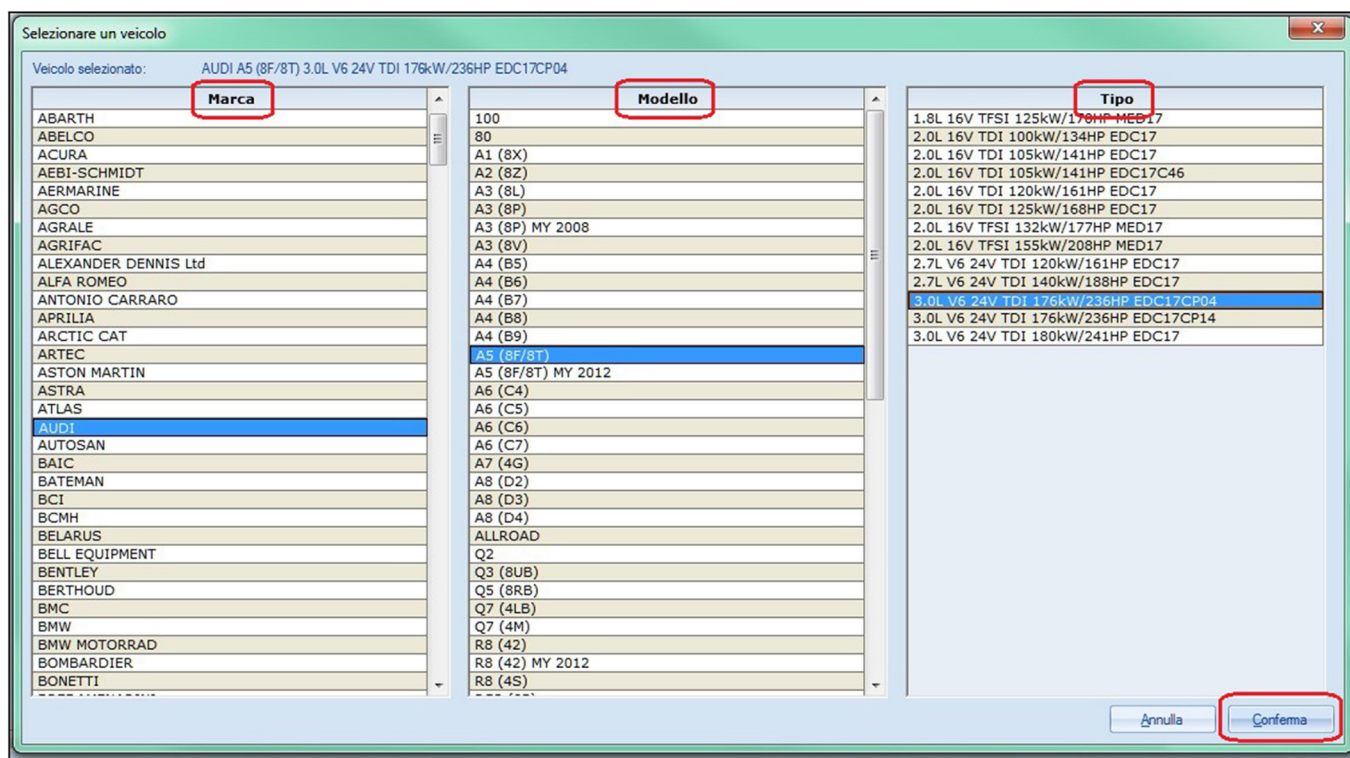 Selezionare un veicolo
Veicolo selezionato: AUDI A5 (8F/8T) 3.0L V6 24V TDI 176kW/236HP EDC17CP04
Marca
ABARTH
ABELCO
ACURA
AEBI-SCHMIDT
AERMARINE
AGCO
AGRALE
AGRIFAC
ALEXANDER DENNIS Ltd
ALFA ROMEO
ANTONIO CARRARO
APRILIA
ARCTIC CAT
ARTEC
ASTON MARTIN
ASTRA
ATLAS
AUDI
AUTOSAN
BAIC
BATEMAN
BCI
BCMH
BELARUS
BELL EQUIPMENT
BENTLEY
BERTHOUD
BMC
BMW
BMW MOTORRAD
BOMBARDIER
BONETTI
Modello
100
80
A1 (8X)
A2 (8Z)
A3 (8L)
A3 (8P)
A3 (8P) MY 2008
A3 (8V)
A4 (B5)
A4 (B6)
A4 (B7)
A4 (B8)
A4 (B9)
A5 (8F/8T)
A5 (8F/8T) MY 2012
A6 (C4)
A6 (C5)
A6 (C6)
A6 (C7)
A7 (4G)
A8 (D2)
A8 (D3)
A8 (D4)
ALLROAD
Q2
Q3 (8UB)
Q5 (8RB)
Q7 (4LB)
Q7 (4M)
R8 (42)
R8 (42) MY 2012
R8 (4S)
Tipo
1.8L 16V TFSI 125kW/170HP MED17
2.0L 16V TDI 100kW/134HP EDC17
2.0L 16V TDI 105kW/141HP EDC17
2.0L 16V TDI 105kW/141HP EDC17C46
2.0L 16V TDI 120kW/161HP EDC17
2.0L 16V TDI 125kW/168HP EDC17
2.0L 16V TFSI 132kW/177HP MED17
2.0L 16V TFSI 155kW/208HP MED17
2.7L V6 24V TDI 120kW/161HP EDC17
2.7L V6 24V TDI 140kW/188HP EDC17
3.0L V6 24V TDI 176kW/236HP EDC17CP04
3.0L V6 24V TDI 176kW/236HP EDC17CP14
3.0L V6 24V TDI 180kW/241HP EDC17
Annulla Conferma